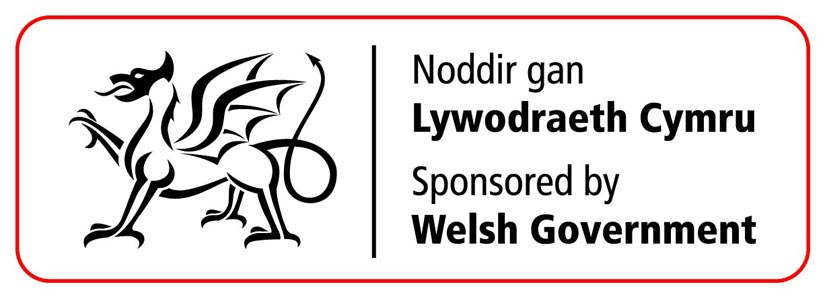 Noddir gan
Lywodraeth Cymru
Sponsored by
Welsh Government